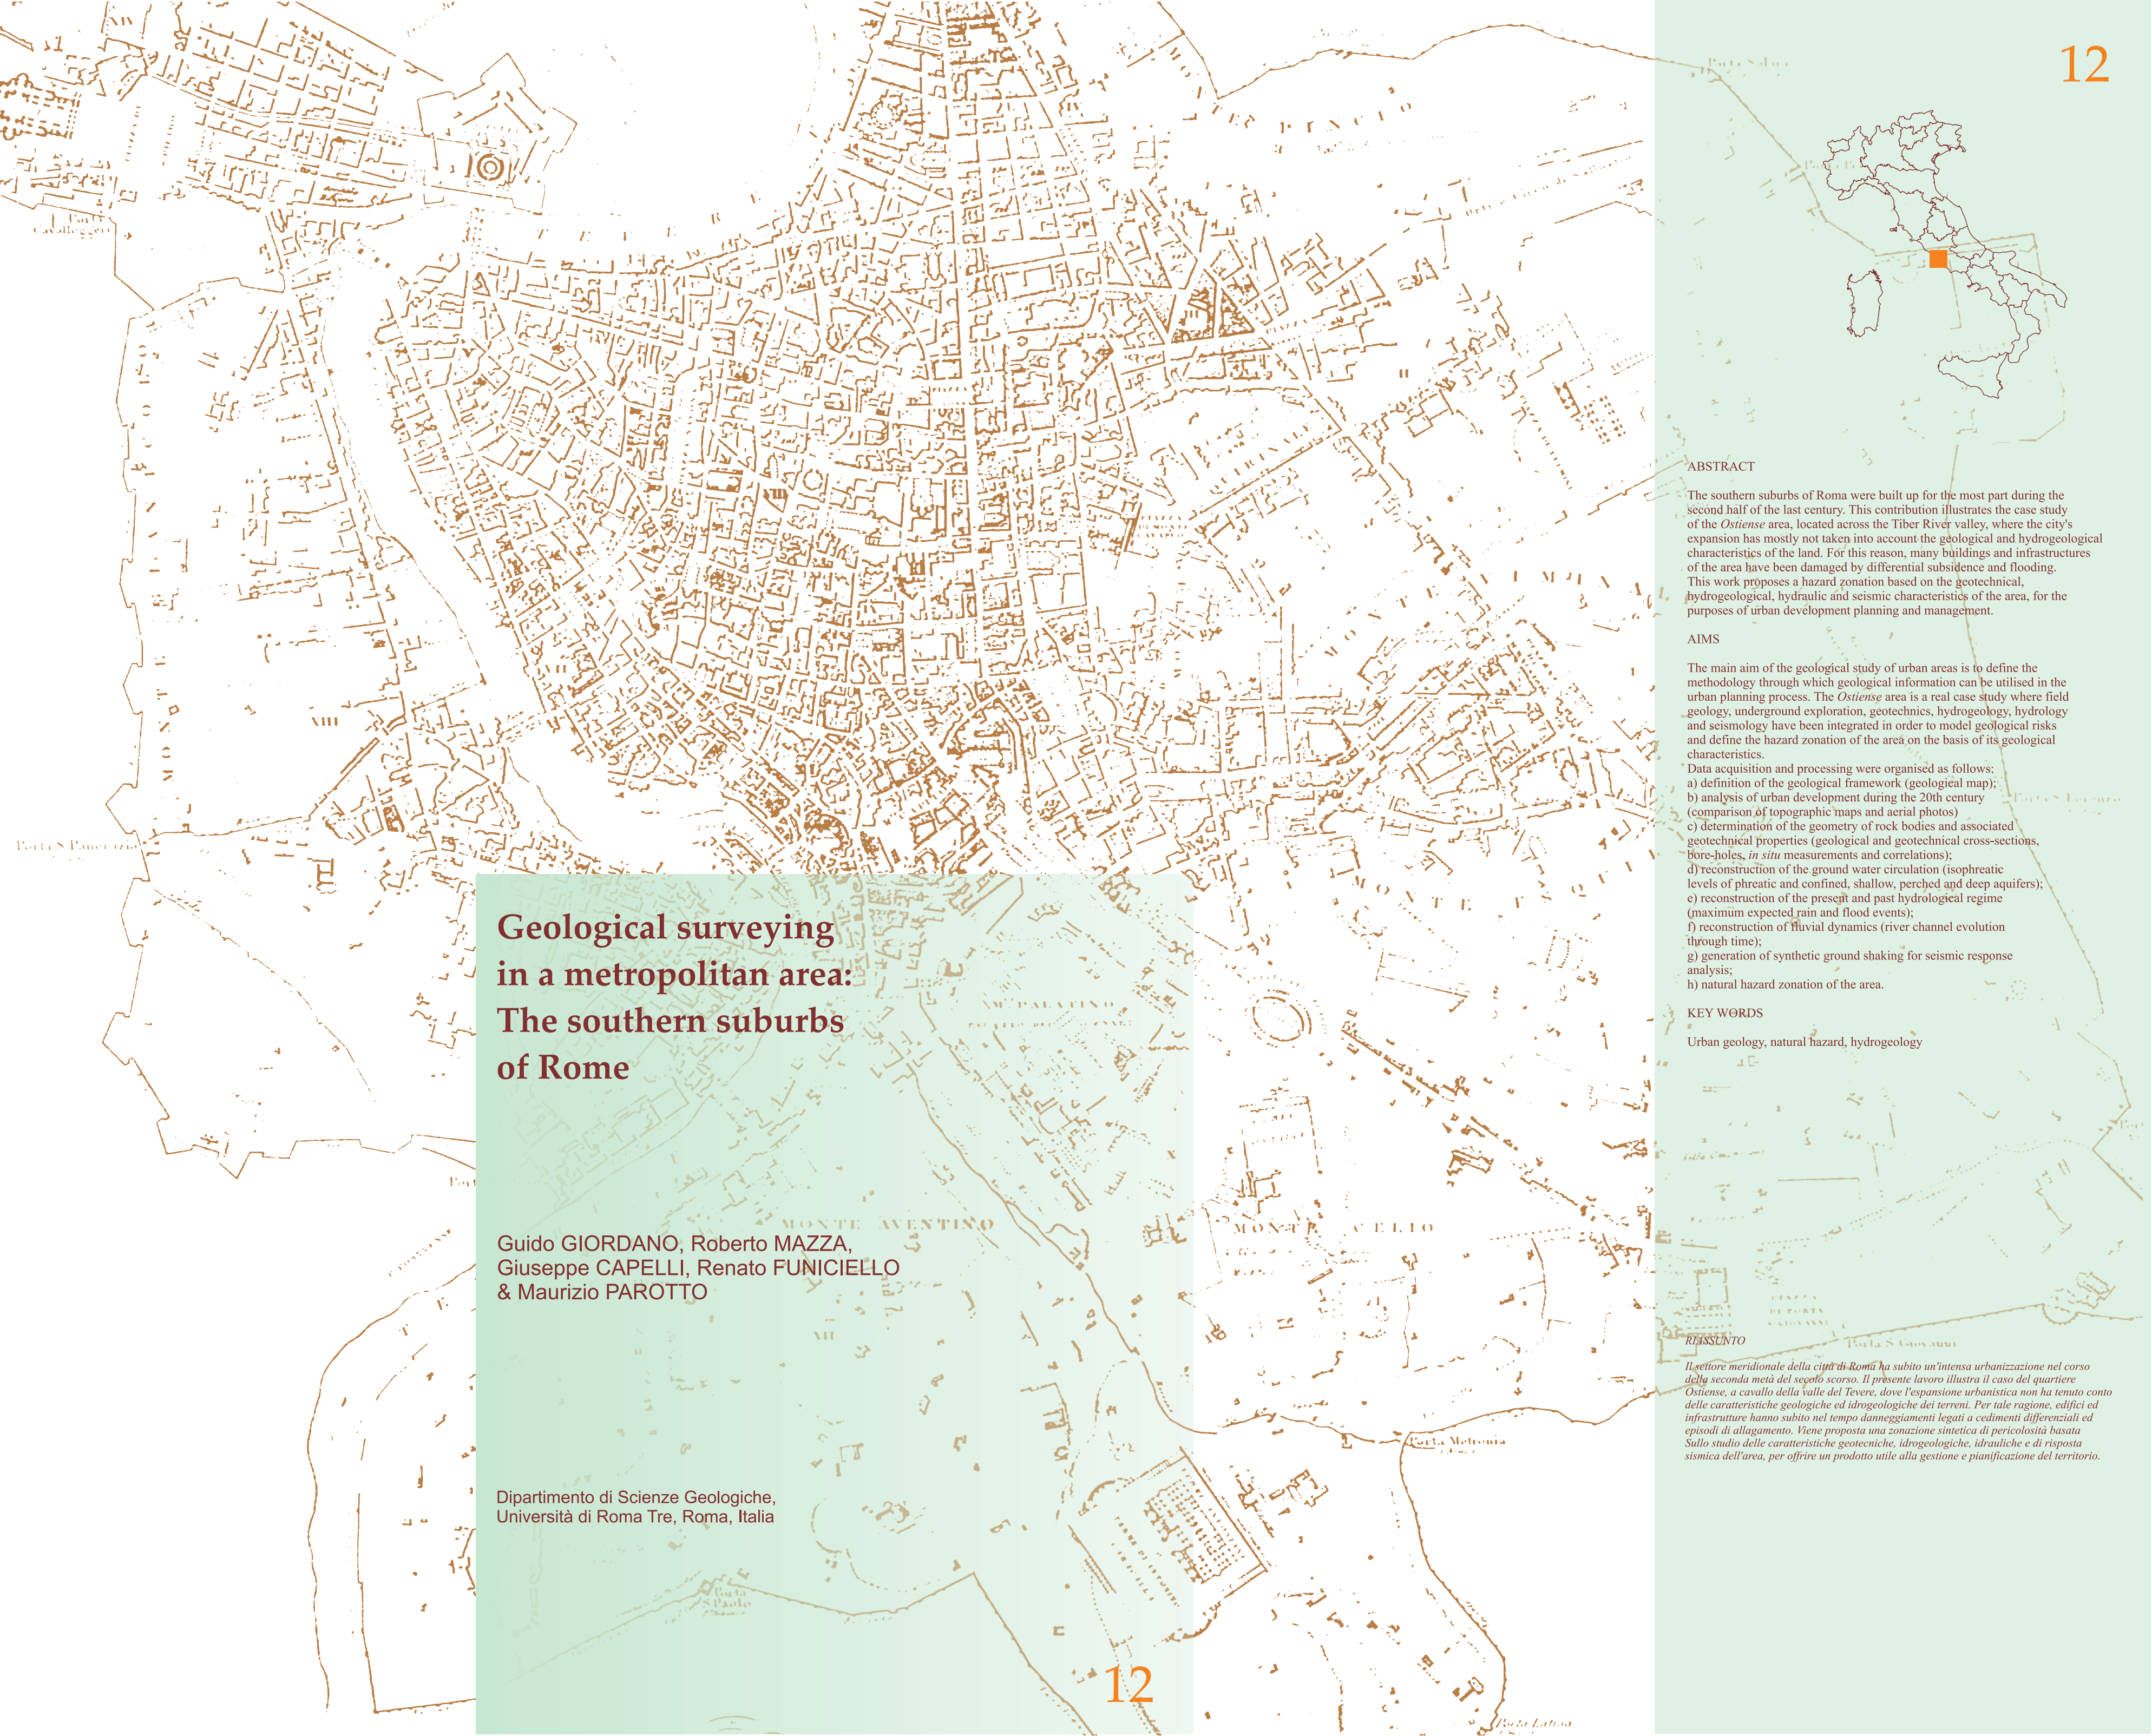 Geological surveying
in a metropolitan area:
The southern suburbs
of Rome
Guido GIORDANO, Roberto MAZZA,
Giuseppe CAPELLI, Renato FUNICIELLO
& Maurizio PAROTTO
Dipartimento di Scienze Geologiche,
Università di Roma Tre, Roma, Italia
12
12
ABSTRACT
The southern suburbs of Roma were built up for the most part during the
second half of the last century. This contribution illustrates the case study
of the Ostiense area, located across the Tiber River valley, where the city's
expansion has mostly not taken into account the geological and hydrogeological
characteristics of the land. For this reason, many buildings and infrastructures
of the area have been damaged by differential subsidence and flooding.
This work proposes a hazard zonation based on the geotechnical,
hydrogeological, hydraulic and seismic characteristics of the area, for the
purposes of urban development planning and management.
AIMS
The main aim of the geological study of urban areas is to define the
methodology through which geological information can be utilised in the
urban planning process. The Ostiense area is a real case study where field
geology, underground exploration, geotechnics, hydrogeology, hydrology
and seismology have been integrated in order to model geological risks
and define the hazard zonation of the area on the basis of its geological
characteristics.
Data acquisition and processing were organised as follows:
a) definition of the geological framework (geological map);
b) analysis of urban development during the 20th century
(comparison of topographic maps and aerial photos)
c) determination of the geometry of rock bodies and associated
geotechnical properties (geological and geotechnical cross-sections,
bore-holes, in situ measurements and correlations);
d) reconstruction of the ground water circulation (isophreatic
levels of phreatic and confined, shallow, perched and deep aquifers);
e) reconstruction of the present and past hydrological regime
(maximum expected rain and flood events);
f) reconstruction of fluvial dynamics (river channel evolution
through time);
g) generation of synthetic ground shaking for seismic response
analysis;
h) natural hazard zonation of the area.
KEY WORDS
Urban geology, natural hazard, hydrogeology
RIASSUNTO
Il settore meridionale della città di Roma ha subito un'intensa urbanizzazione nel corso
della seconda metà del secolo scorso. Il presente lavoro illustra il caso del quartiere
Ostiense, a cavallo della valle del Tevere, dove l'espansione urbanistica non ha tenuto conto
delle caratteristiche geologiche ed idrogeologiche dei terreni. Per tale ragione, edifici ed
infrastrutture hanno subito nel tempo danneggiamenti legati a cedimenti differenziali ed
episodi di allagamento. Viene proposta una zonazione sintetica di pericolosità basata
Sullo studio delle caratteristiche geotecniche, idrogeologiche, idrauliche e di risposta
sismica dell'area, per offrire un prodotto utile alla gestione e pianificazione del territorio.
MONTE AVENTINO
XII
XIII
VIII
Porta Metronia
Porta Latina
Porta S. Giovanni
Porta
S Paolo